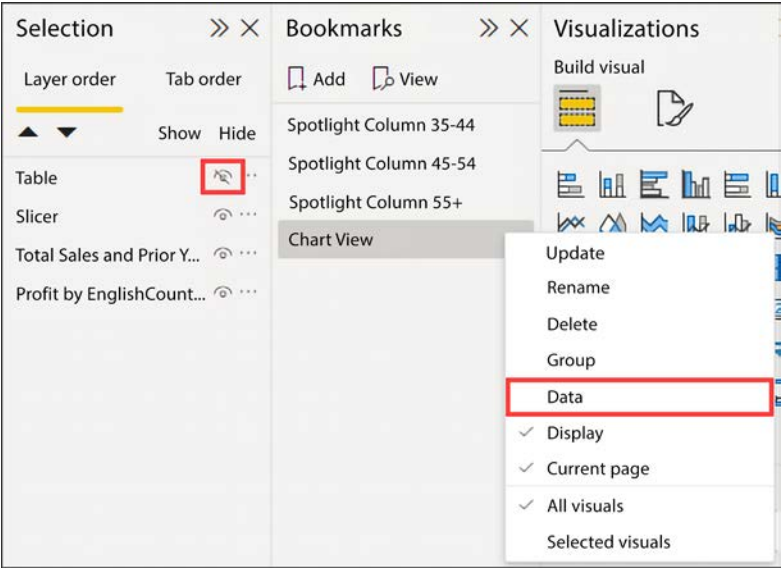 Selection
Layer order Tab order
Show Hide
Table
Slicer
Total Sales and Prior Y...
Profit by EnglishCount...
Bookmarks
Add View
Spotlight Column 35-44
Spotlight Column 45-54
Spotlight Column 55+
Chart View
Visualizations
Build visual
Update
Rename
Delete
Group
Data
Display
Current page
All visuals
Selected visuals